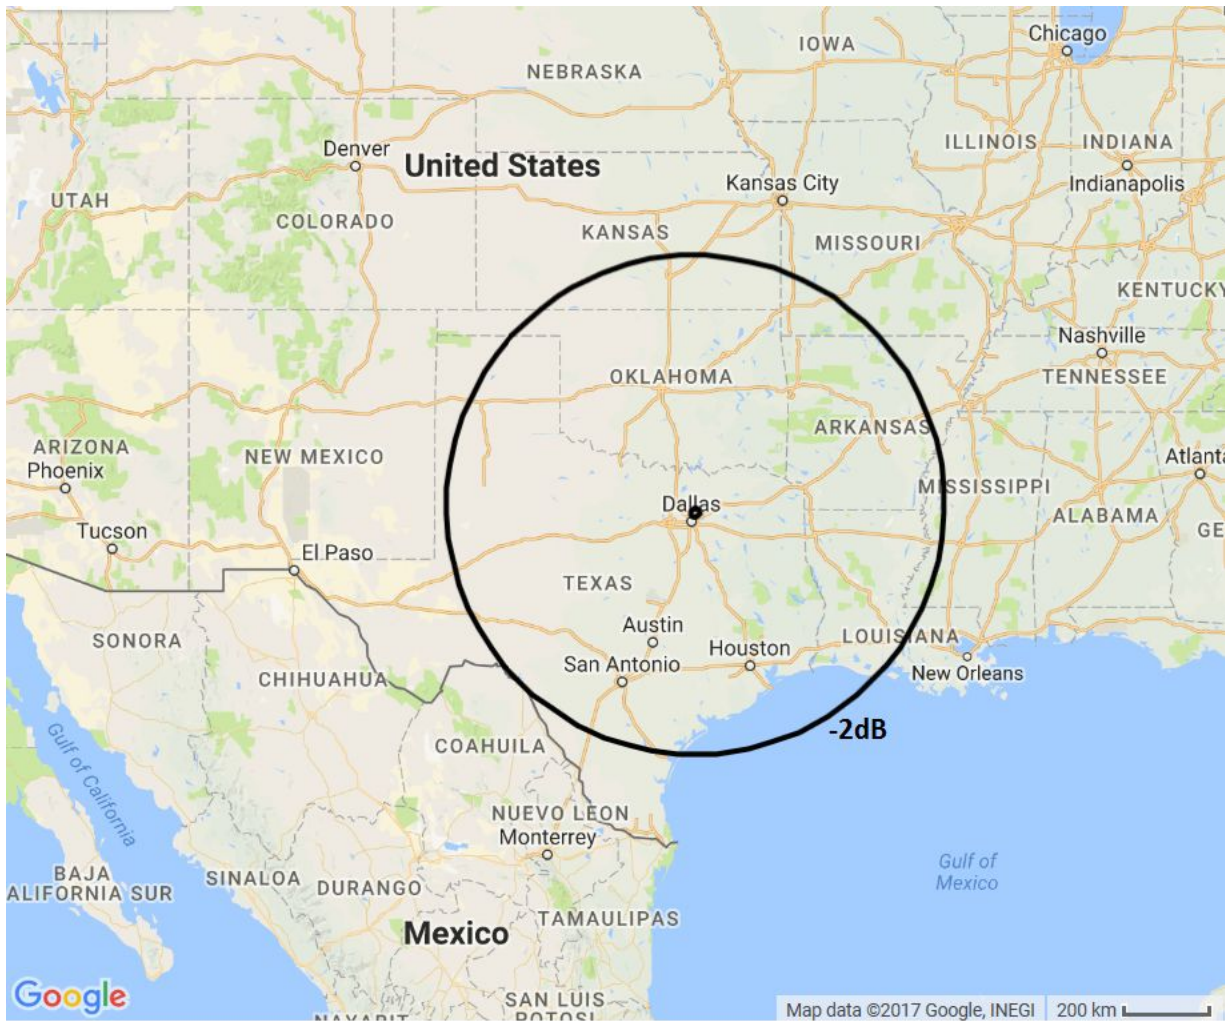 Chicago
IOWA
NEBRASKA
ILLINOIS
INDIANA
Denver
United States
Kansas City
Indianapolis
UTAH
COLORADO
KANSAS
MISSOURI
KENTUCKY
Nashville
OKLAHOMA
TENNESSEE
ARKANSAS
ARIZONA
NEW MEXICO
Phoenix
Atlanta
MISSISSIPPI
Dallas
ALABAMA
GE
Tucson
El Paso
TEXAS
Austin
SONORA
Houston
LOUISIANA
San Antonio
CHIHUAHUA
New Orleans
-2dB
COAHUILA
Gulf of California
NUEVO LEON
Monterrey
Gulf of
Mexico
BAJA
ALIFORNIA SUR
SINALOA
DURANGO
TAMAULIPAS
Mexico
Google
SAN LUIS
POTOSI
NAYARIT
Map data ©2017 Google, INEGI
200 km